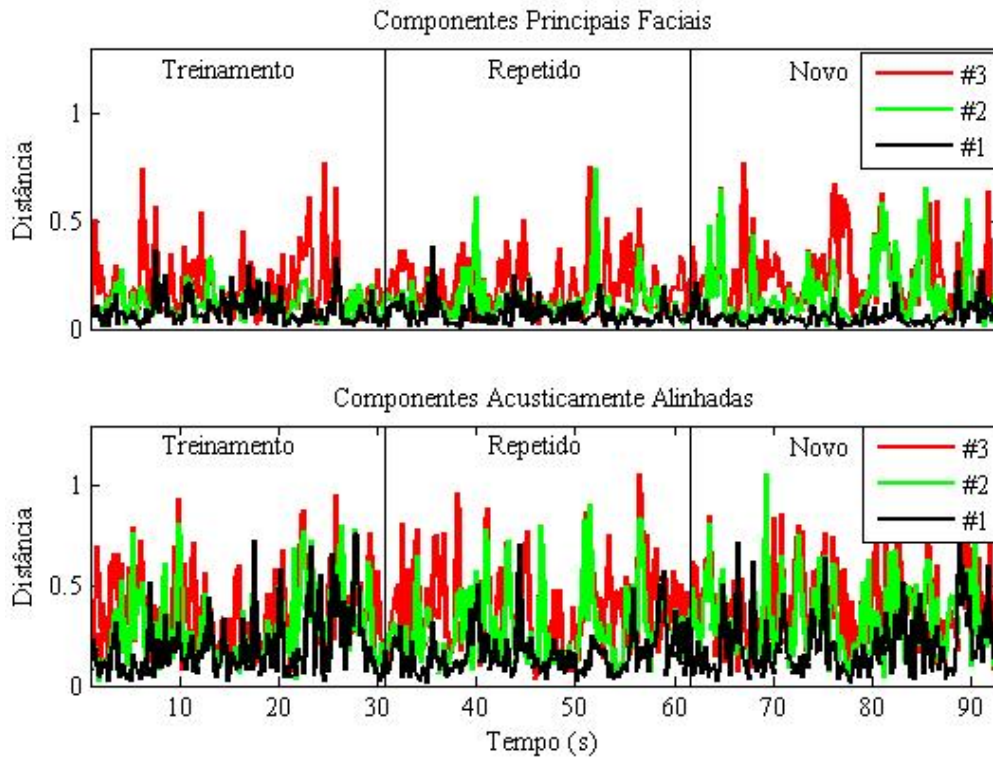 Componentes Principais Faciais
Treinamento
Repetido
Novo
#3
#2
#1
1
0.5
0
Distância
Componentes Acusticamente Alinhadas
Treinamento
Repetido
Novo
#3
#2
#1
1
0.5
0
Distância
10 20 30 40 50 60 70 80 90
Tempo (s)